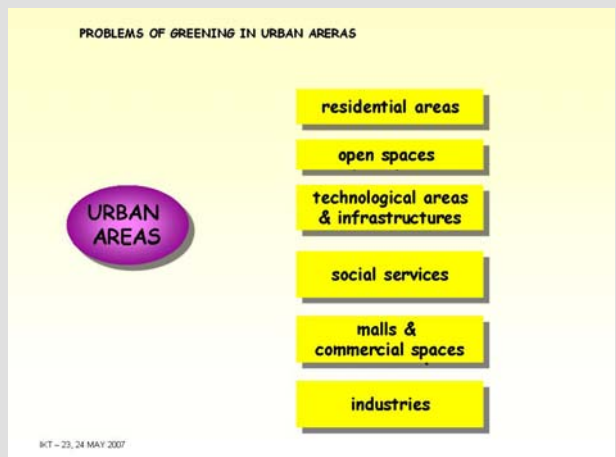 PROBLEMS OF GREENING IN URBAN ARERAS
residential areas
open spaces
technological areas
& infrastructures
URBAN
AREAS
social services
malls &
commercial spaces
industries
IKT – 23, 24 MAY 2007